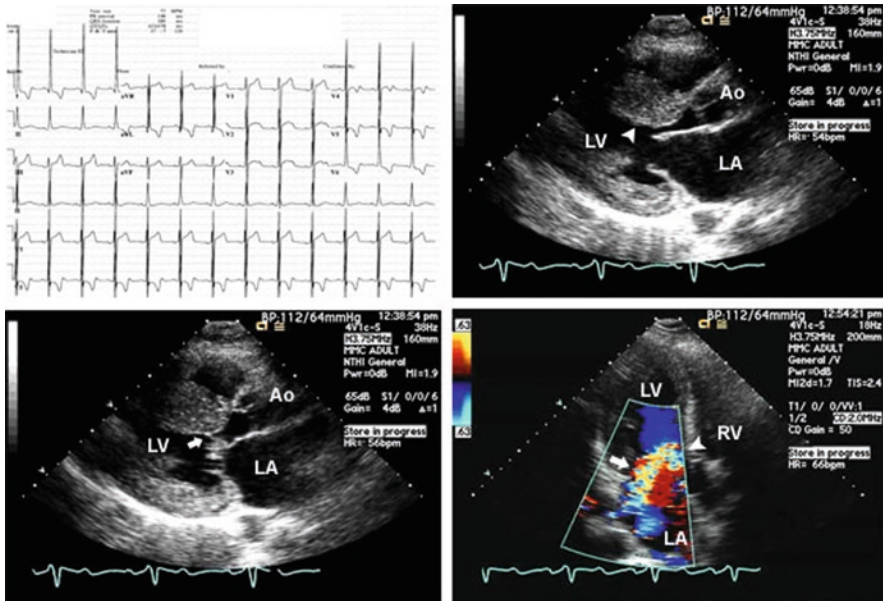 aVR
V1
V4
II
aVL
V2
V5
III
aVF
V3
V6
II
V1
BP:112/64mmHg 12:38:54 pm
4V1c-S 38Hz
H3.75MHz 160mm
MMC ADULT
NTHI General
Pwr=0dB MI=1.9
65dB S1/ 0/0/6
Gain= 4dB △=1
Store in progress
HR= 54bpm
Ao
LV
LA
BP:112/64mmHg 12:38:54 pm
4V1c-S 38Hz
H3.75MHz 160mm
MMC ADULT
NTHI General
Pwr=0dB MI=1.9
65dB S1/ 0/0/6
Gain= 4dB △=1
Store in progress
HR= 56bpm
Ao
LV
LA
BP:112/64mmHg 12:54:21 pm
.63
.63
4V1c-S 18Hz
H3.75MHz 200mm
MMC ADULT
General /V
Pwr=0dB
MI2d=1.7 TIS=2.4
T1/ 0/ 0/VV:1
1/2 CD:2.0MHz
CD Gain = 50
Store in progress
HR= 66bpm
LV
RV
LA